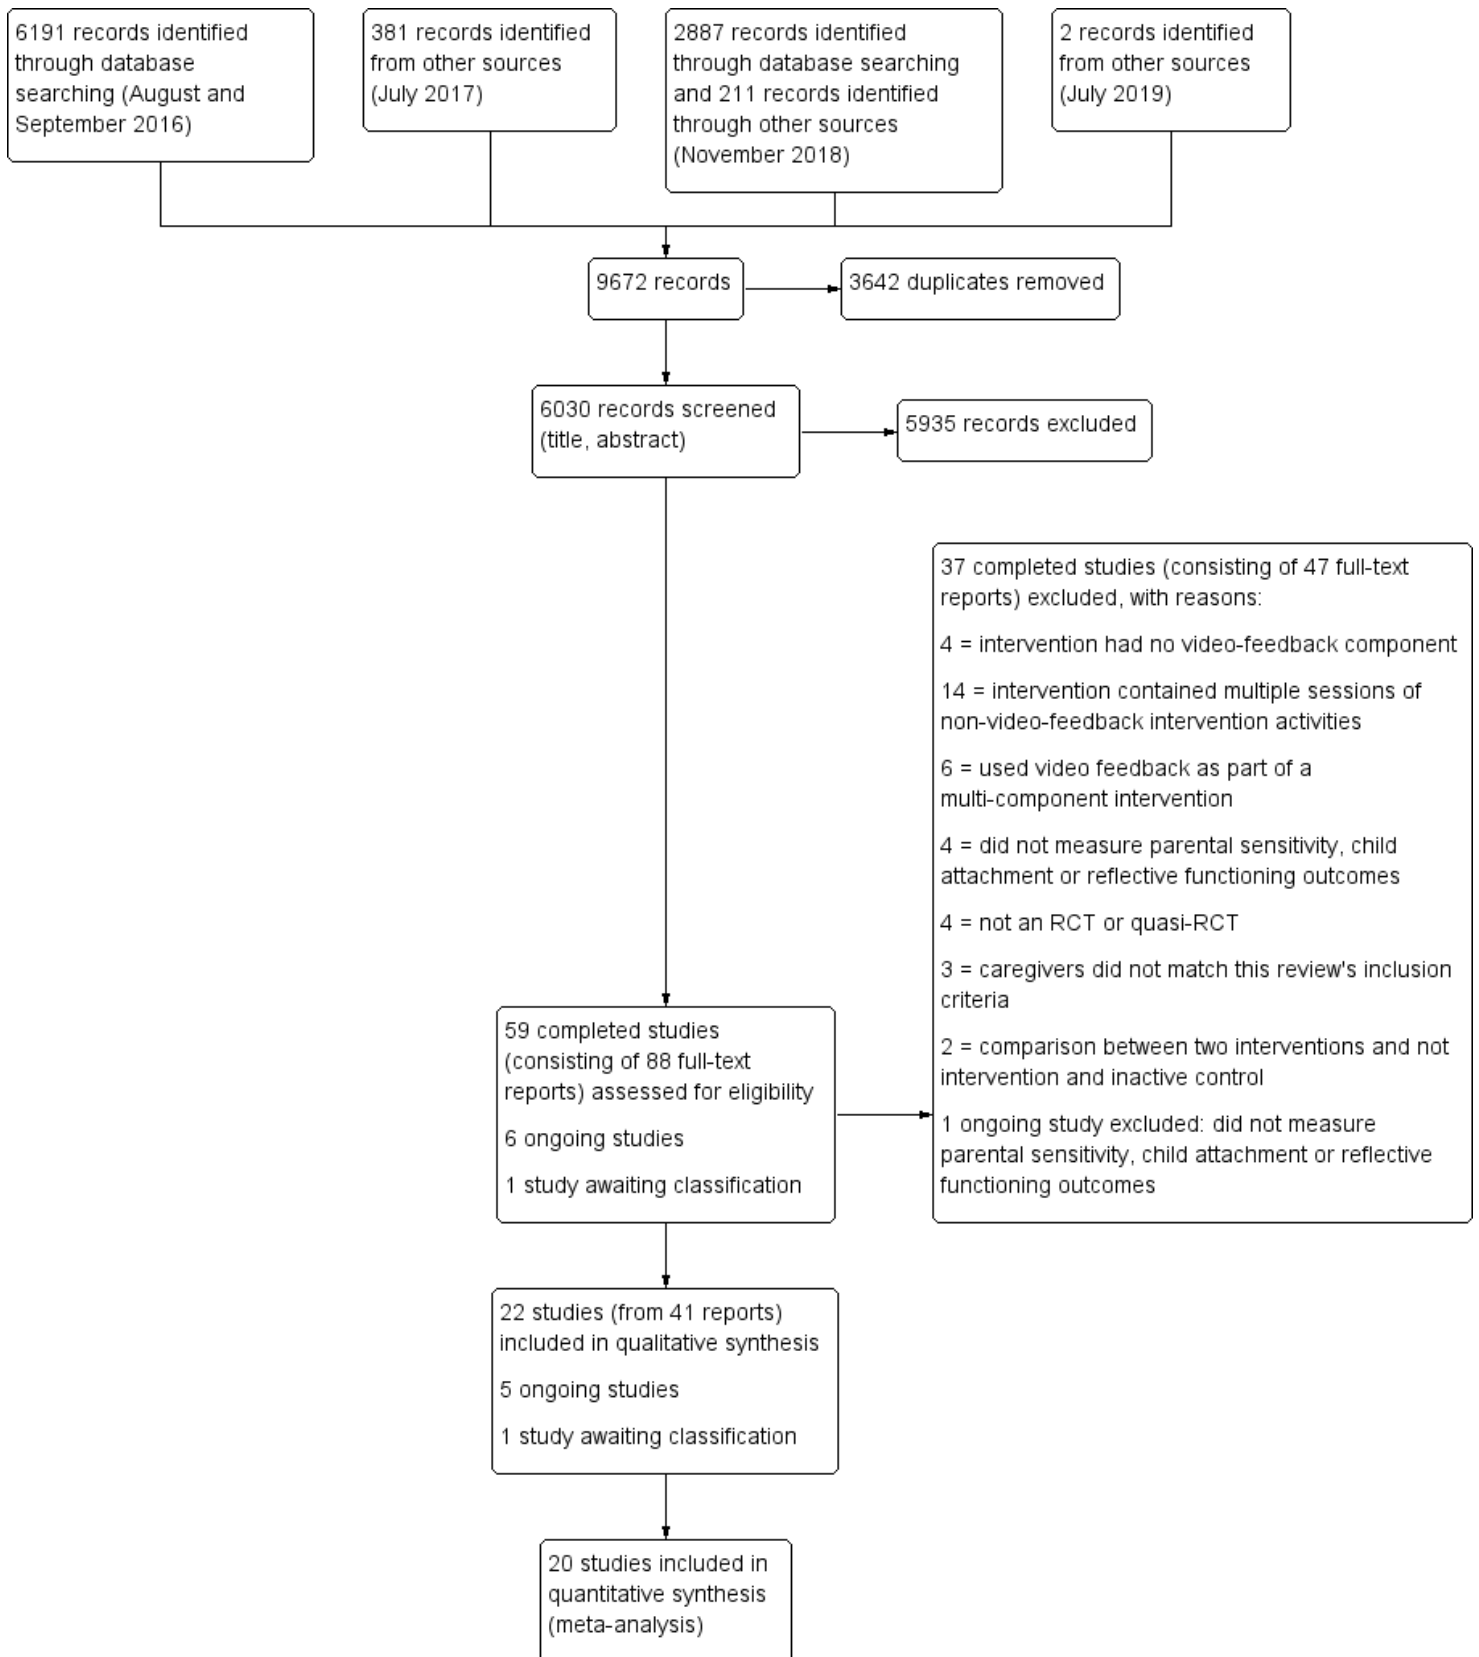 6191 records identified
through database
searching (August and
September 2016)
381 records identified
from other sources
(July 2017)
2887 records identified
through database searching
and 211 records identified
through other sources
(November 2018)
2 records identified
from other sources
(July 2019)
9672 records
3642 duplicates removed
6030 records screened
(title, abstract)
5935 records excluded
37 completed studies (consisting of 47 full-text
reports) excluded, with reasons:
4 = intervention had no video-feedback component
14 = intervention contained multiple sessions of
non-video-feedback intervention activities
6 = used video feedback as part of a
multi-component intervention
4 = did not measure parental sensitivity, child
attachment or reflective functioning outcomes
4 = not an RCT or quasi-RCT
3 = caregivers did not match this review's inclusion
criteria
2 = comparison between two interventions and not
intervention and inactive control
1 ongoing study excluded: did not measure
parental sensitivity, child attachment or reflective
functioning outcomes
59 completed studies
(consisting of 88 full-text
reports) assessed for eligibility
6 ongoing studies
1 study awaiting classification
22 studies (from 41 reports)
included in qualitative synthesis
5 ongoing studies
1 study awaiting classification
20 studies included in
quantitative synthesis
(meta-analysis)